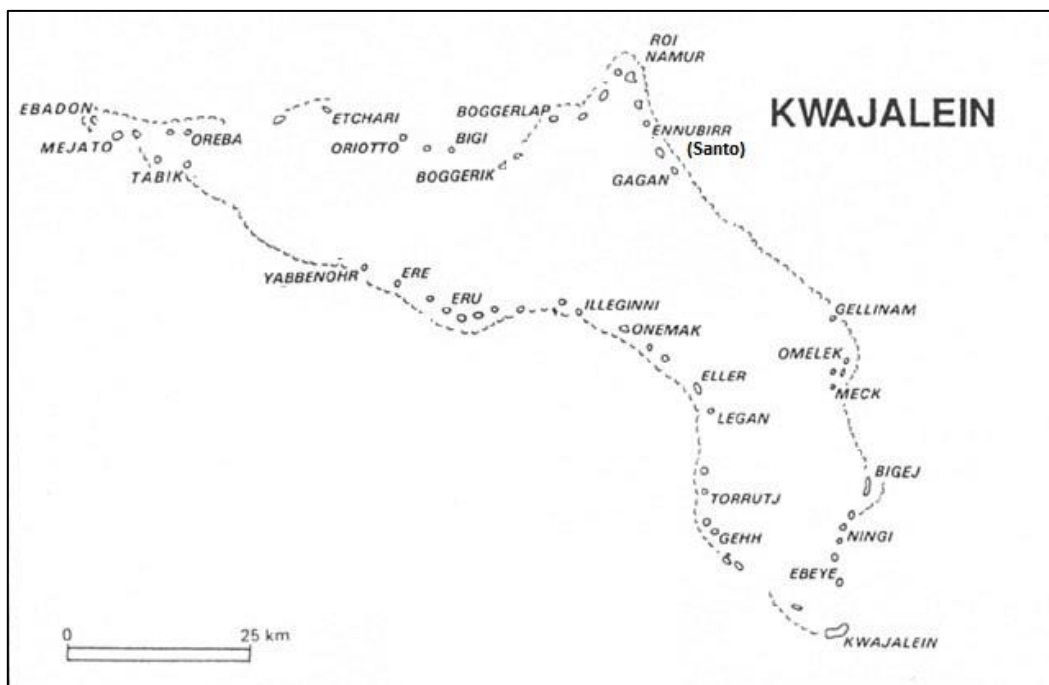 ROI
NAMUR
KWAJALEIN
EBADON
ETCHARI
BOGGERLAP
MEJATO
OREBA
ORIOTTO
BIGI
ENNUBIRR
(Santo)
TABIK
BOGGERIK
GAGAN
YABBENOHR
ERE
ERU
ILLEGINNI
GELLINAM
ONEMAK
OMELEK
ELLER
MECK
LEGAN
BIGEJ
TORRUTJ
GEHH
NINGI
EBEYE
0 25 km
KWAJALEIN